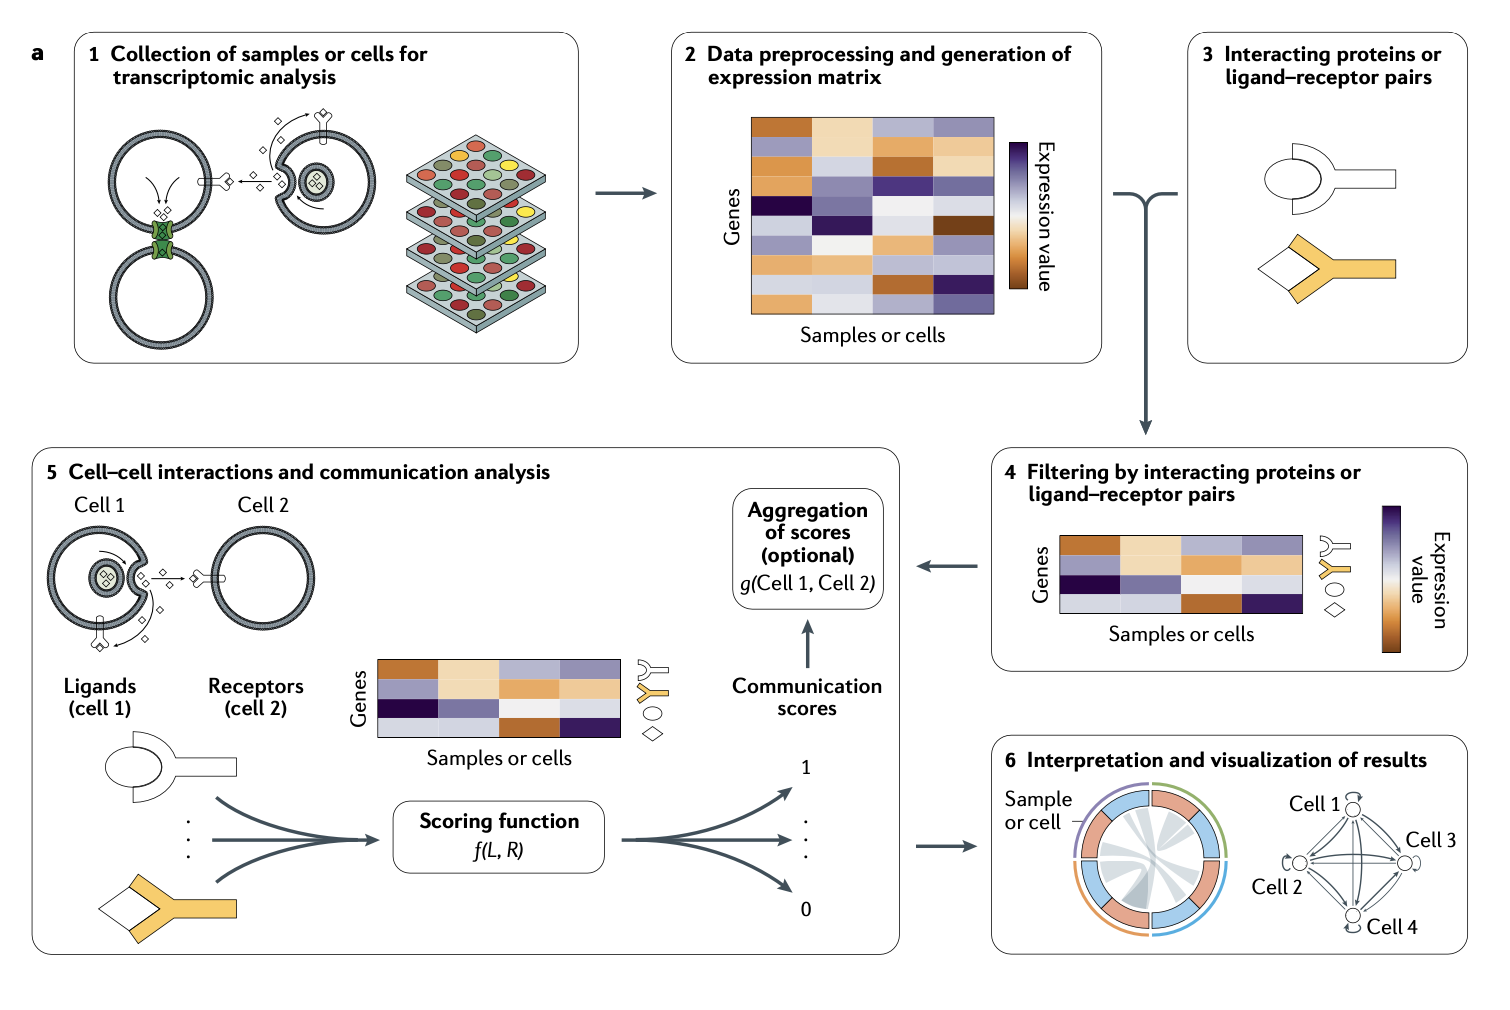 a
1 Collection of samples or cells for
transcriptomic analysis
2 Data preprocessing and generation of
expression matrix
Genes
Expression value
Samples or cells
3 Interacting proteins or
ligand–receptor pairs
4 Filtering by interacting proteins or
ligand–receptor pairs
Genes
Expression
value
Samples or cells
5 Cell–cell interactions and communication analysis
Cell 1
Cell 2
Ligands
(cell 1)
Receptors
(cell 2)
Genes
Samples or cells
Scoring function
f(L, R)
Aggregation
of scores
(optional)
g(Cell 1, Cell 2)
Communication
scores
1
0
6 Interpretation and visualization of results
Sample
or cell
Cell 1
Cell 3
Cell 2
Cell 4